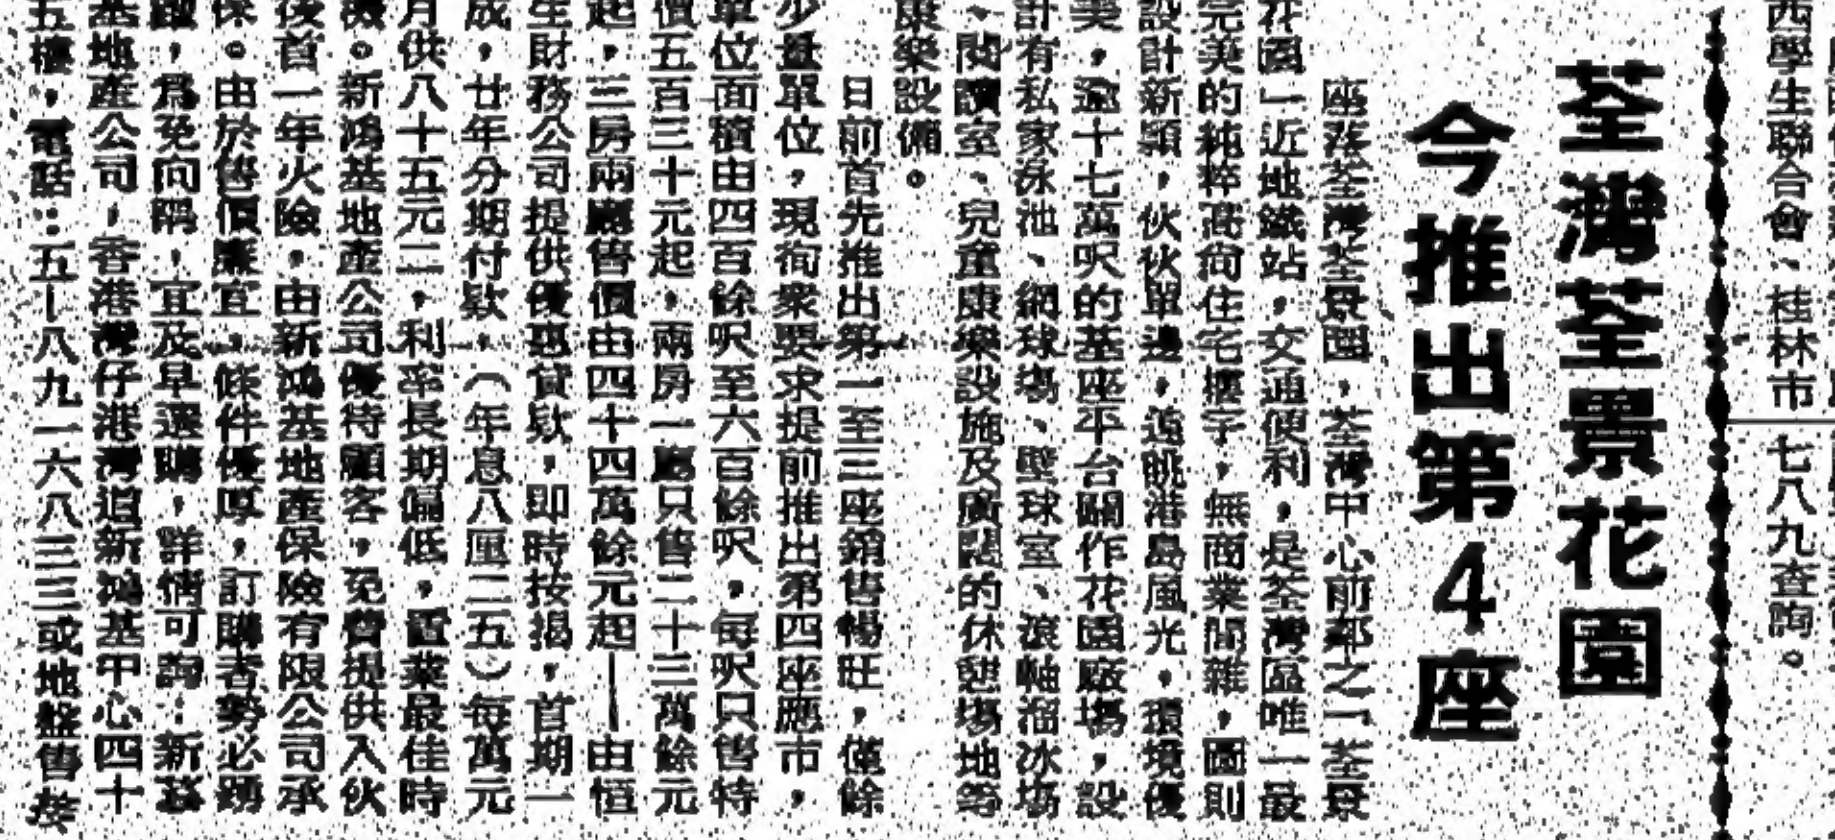 西學生聯合會、桂林市
七八九查詢。
荃灣荃景花園
今推出第4座
座落荃灣荃景圍，荃灣中心前鄰之「荃景
花園」近地鐵站，交通便利，是荃灣區唯一最
完美的純粹高尙住宅樓宇，無商業間雜，圖則
設計新穎，伙伙單邊，遠眺港島風光，環境優
美，逾十七萬呎的基座平台闢作花園廠塲，設
計有私家泳池、網球塲、壁球室、滾軸溜冰塲
、閱讀室、兒童康樂設施及廣闊的休憩塲地等
康樂設備。
日前首先推出第一至三座銷售暢旺，僅餘
少量單位，現徇衆要求提前推出第四座應市，
單位面積由四百餘呎至六百餘呎，每呎只售特
價五百三十元起，兩房一廳只售二十三萬餘元
起，三房兩廳售價由四十四萬餘元起──由恒
生財務公司提供優惠貸欵，即時按揭，首期一
成，廿年分期付欵，（年息八厘二五）每萬元
月供八十五元二，利率長期偏低，置業最佳時
機。新鴻基地產公司優待顧客，免費提供入伙
後首一年火險，由新鴻基地產保險有限公司承
保。由於售價廉宜，條件優厚，訂購者勢必踴
躍，爲免向隅，宜及早選購，詳情可詢：新鴻
基地產公司，香港灣仔港灣道新鴻基中心四十
五樓，電話：五－八九一六八三三或地盤售樓